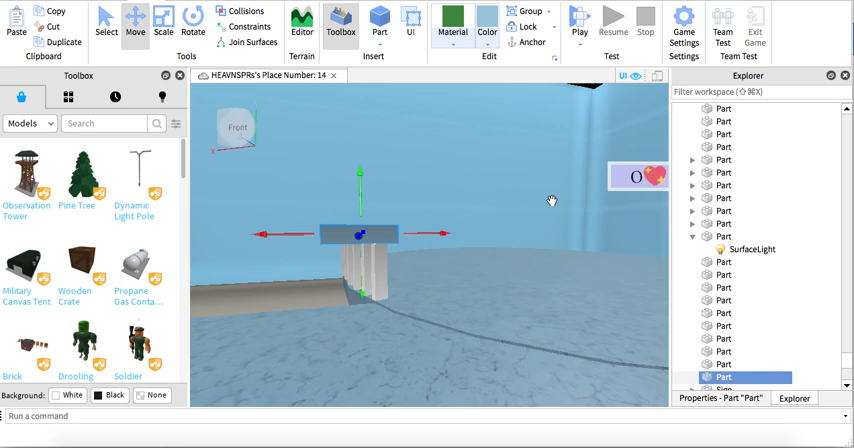 Paste
Copy
Cut
Duplicate
Clipboard
Select
Move
Scale
Rotate
Collisions
Constraints
Join Surfaces
Tools
Editor
Terrain
Toolbox
Part
UI
Insert
Material
Color
Group
Lock
Anchor
Edit
Play
Resume
Stop
Test
Game
Settings
Settings
Team
Test
Exit
Game
Team Test
Toolbox
HEAVNSPRs's Place Number: 14
UI
Explorer
Filter workspace (⇧⌘X)
Models
Search
Observation
Tower
Pine Tree
Dynamic
Light Pole
Military
Canvas Tent
Wooden
Crate
Propane
Gas Conta...
Brick
Drooling
Soldier
Background:
White
Black
None
Front
X
O
Part
Part
Part
Part
Part
Part
Part
Part
Part
Part
Part
SurfaceLight
Part
Part
Part
Part
Part
Part
Part
Part
Part
Part
Sign
Properties - Part "Part"
Explorer
Run a command